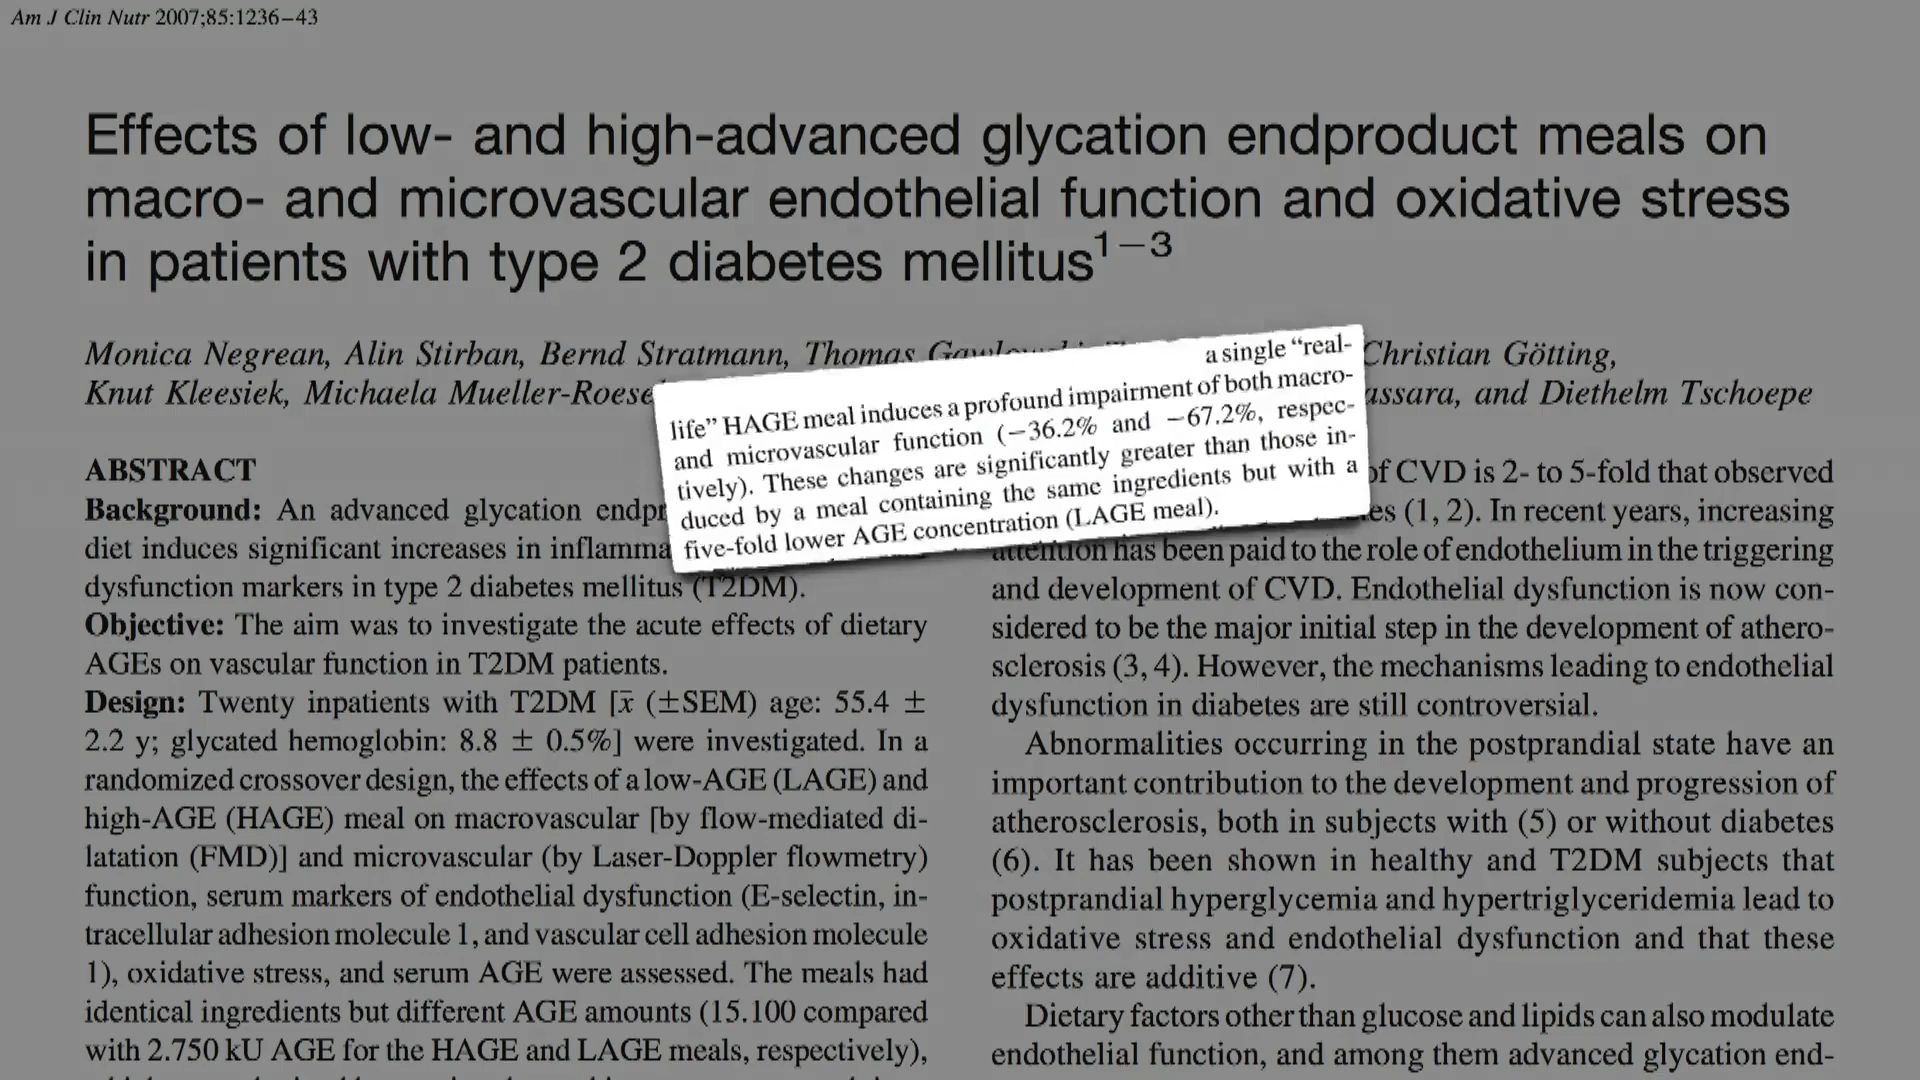 Am J Clin Nutr 2007;85:1236–43
Effects of low- and high-advanced glycation endproduct meals on
macro- and microvascular endothelial function and oxidative stress
in patients with type 2 diabetes mellitus1–3
Monica Negrean, Alin Stirban, Bernd Stratmann, Thomas Christian Götting,
Knut Kleesiek, Michaela and Diethelm Tschoepe
a single “real-
life” HAGE meal induces a profound impairment of both macro-
and microvascular function (−36.2% and −67.2%, respec-
tively). These changes are significantly greater than those in-
duced by a meal containing the same ingredients but with a
five-fold lower AGE concentration (LAGE meal).
ABSTRACT
Background: An advanced glycation
diet induces significant increases in
dysfunction markers in type 2 diabetes mellitus (T2DM).
Objective: The aim was to investigate the acute effects of dietary
AGEs on vascular function in T2DM patients.
Design: Twenty inpatients with T2DM [x̄ (±SEM) age: 55.4 ±
2.2 y; glycated hemoglobin: 8.8 ± 0.5%] were investigated. In a
randomized crossover design, the effects of a low-AGE (LAGE) and
high-AGE (HAGE) meal on macrovascular [by flow-mediated di-
latation (FMD)] and microvascular (by Laser-Doppler flowmetry)
function, serum markers of endothelial dysfunction (E-selectin, in-
tracellular adhesion molecule 1, and vascular cell adhesion molecule
1), oxidative stress, and serum AGE were assessed. The meals had
identical ingredients but different AGE amounts (15.100 compared
with 2.750 kU AGE for the HAGE and LAGE meals, respectively),
of CVD is 2- to 5-fold that observed
(1, 2). In recent years, increasing
attention has been paid to the role of endothelium in the triggering
and development of CVD. Endothelial dysfunction is now con-
sidered to be the major initial step in the development of athero-
sclerosis (3, 4). However, the mechanisms leading to endothelial
dysfunction in diabetes are still controversial.
Abnormalities occurring in the postprandial state have an
important contribution to the development and progression of
atherosclerosis, both in subjects with (5) or without diabetes
(6). It has been shown in healthy and T2DM subjects that
postprandial hyperglycemia and hypertriglyceridemia lead to
oxidative stress and endothelial dysfunction and that these
effects are additive (7).
Dietary factors other than glucose and lipids can also modulate
endothelial function, and among them advanced glycation end-